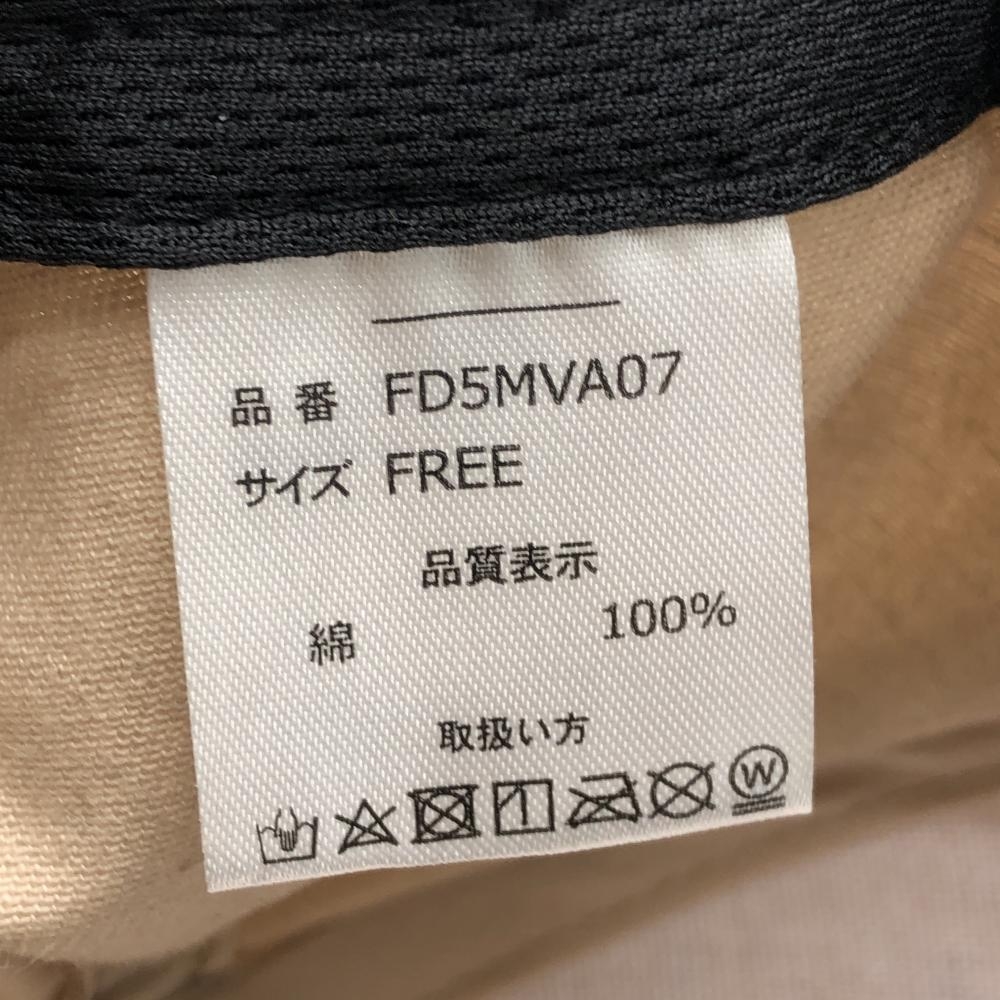 品番 FD5MVA07
サイズ FREE
品質表示
綿 100%
取扱い方
W